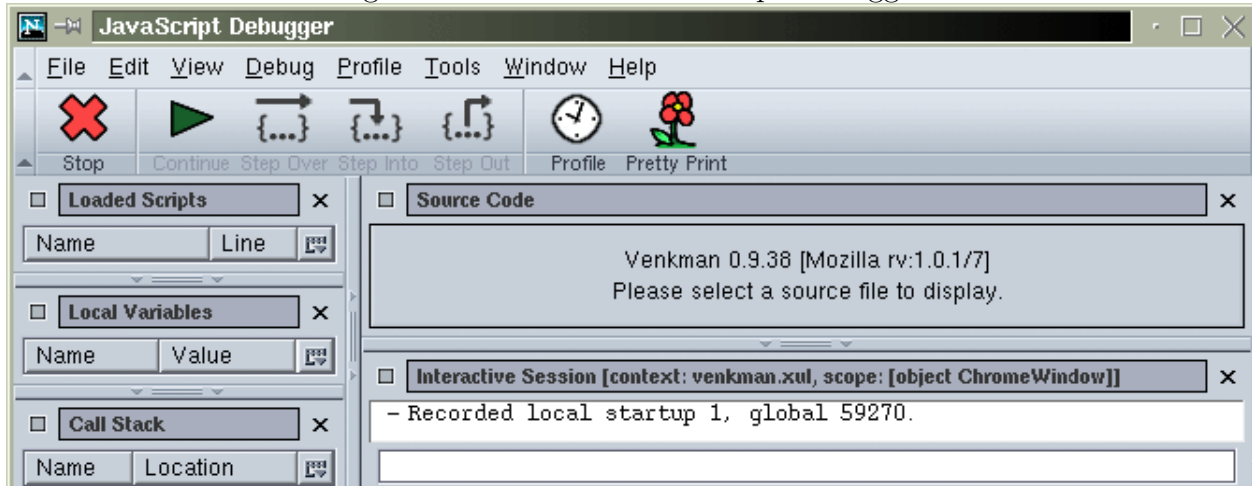 JavaScript Debugger
File Edit View Debug Profile Tools Window Help
{...} {...} {...}
Stop Continue Step Over Step Into Step Out Profile Pretty Print
Loaded Scripts
Name Line
Local Variables
Name Value
Call Stack
Name Location
Source Code
Venkman 0.9.38 [Mozilla rv:1.0.1/7]
Please select a source file to display.
Interactive Session [context: venkman.xul, scope: [object ChromeWindow]]
– Recorded local startup 1, global 59270.